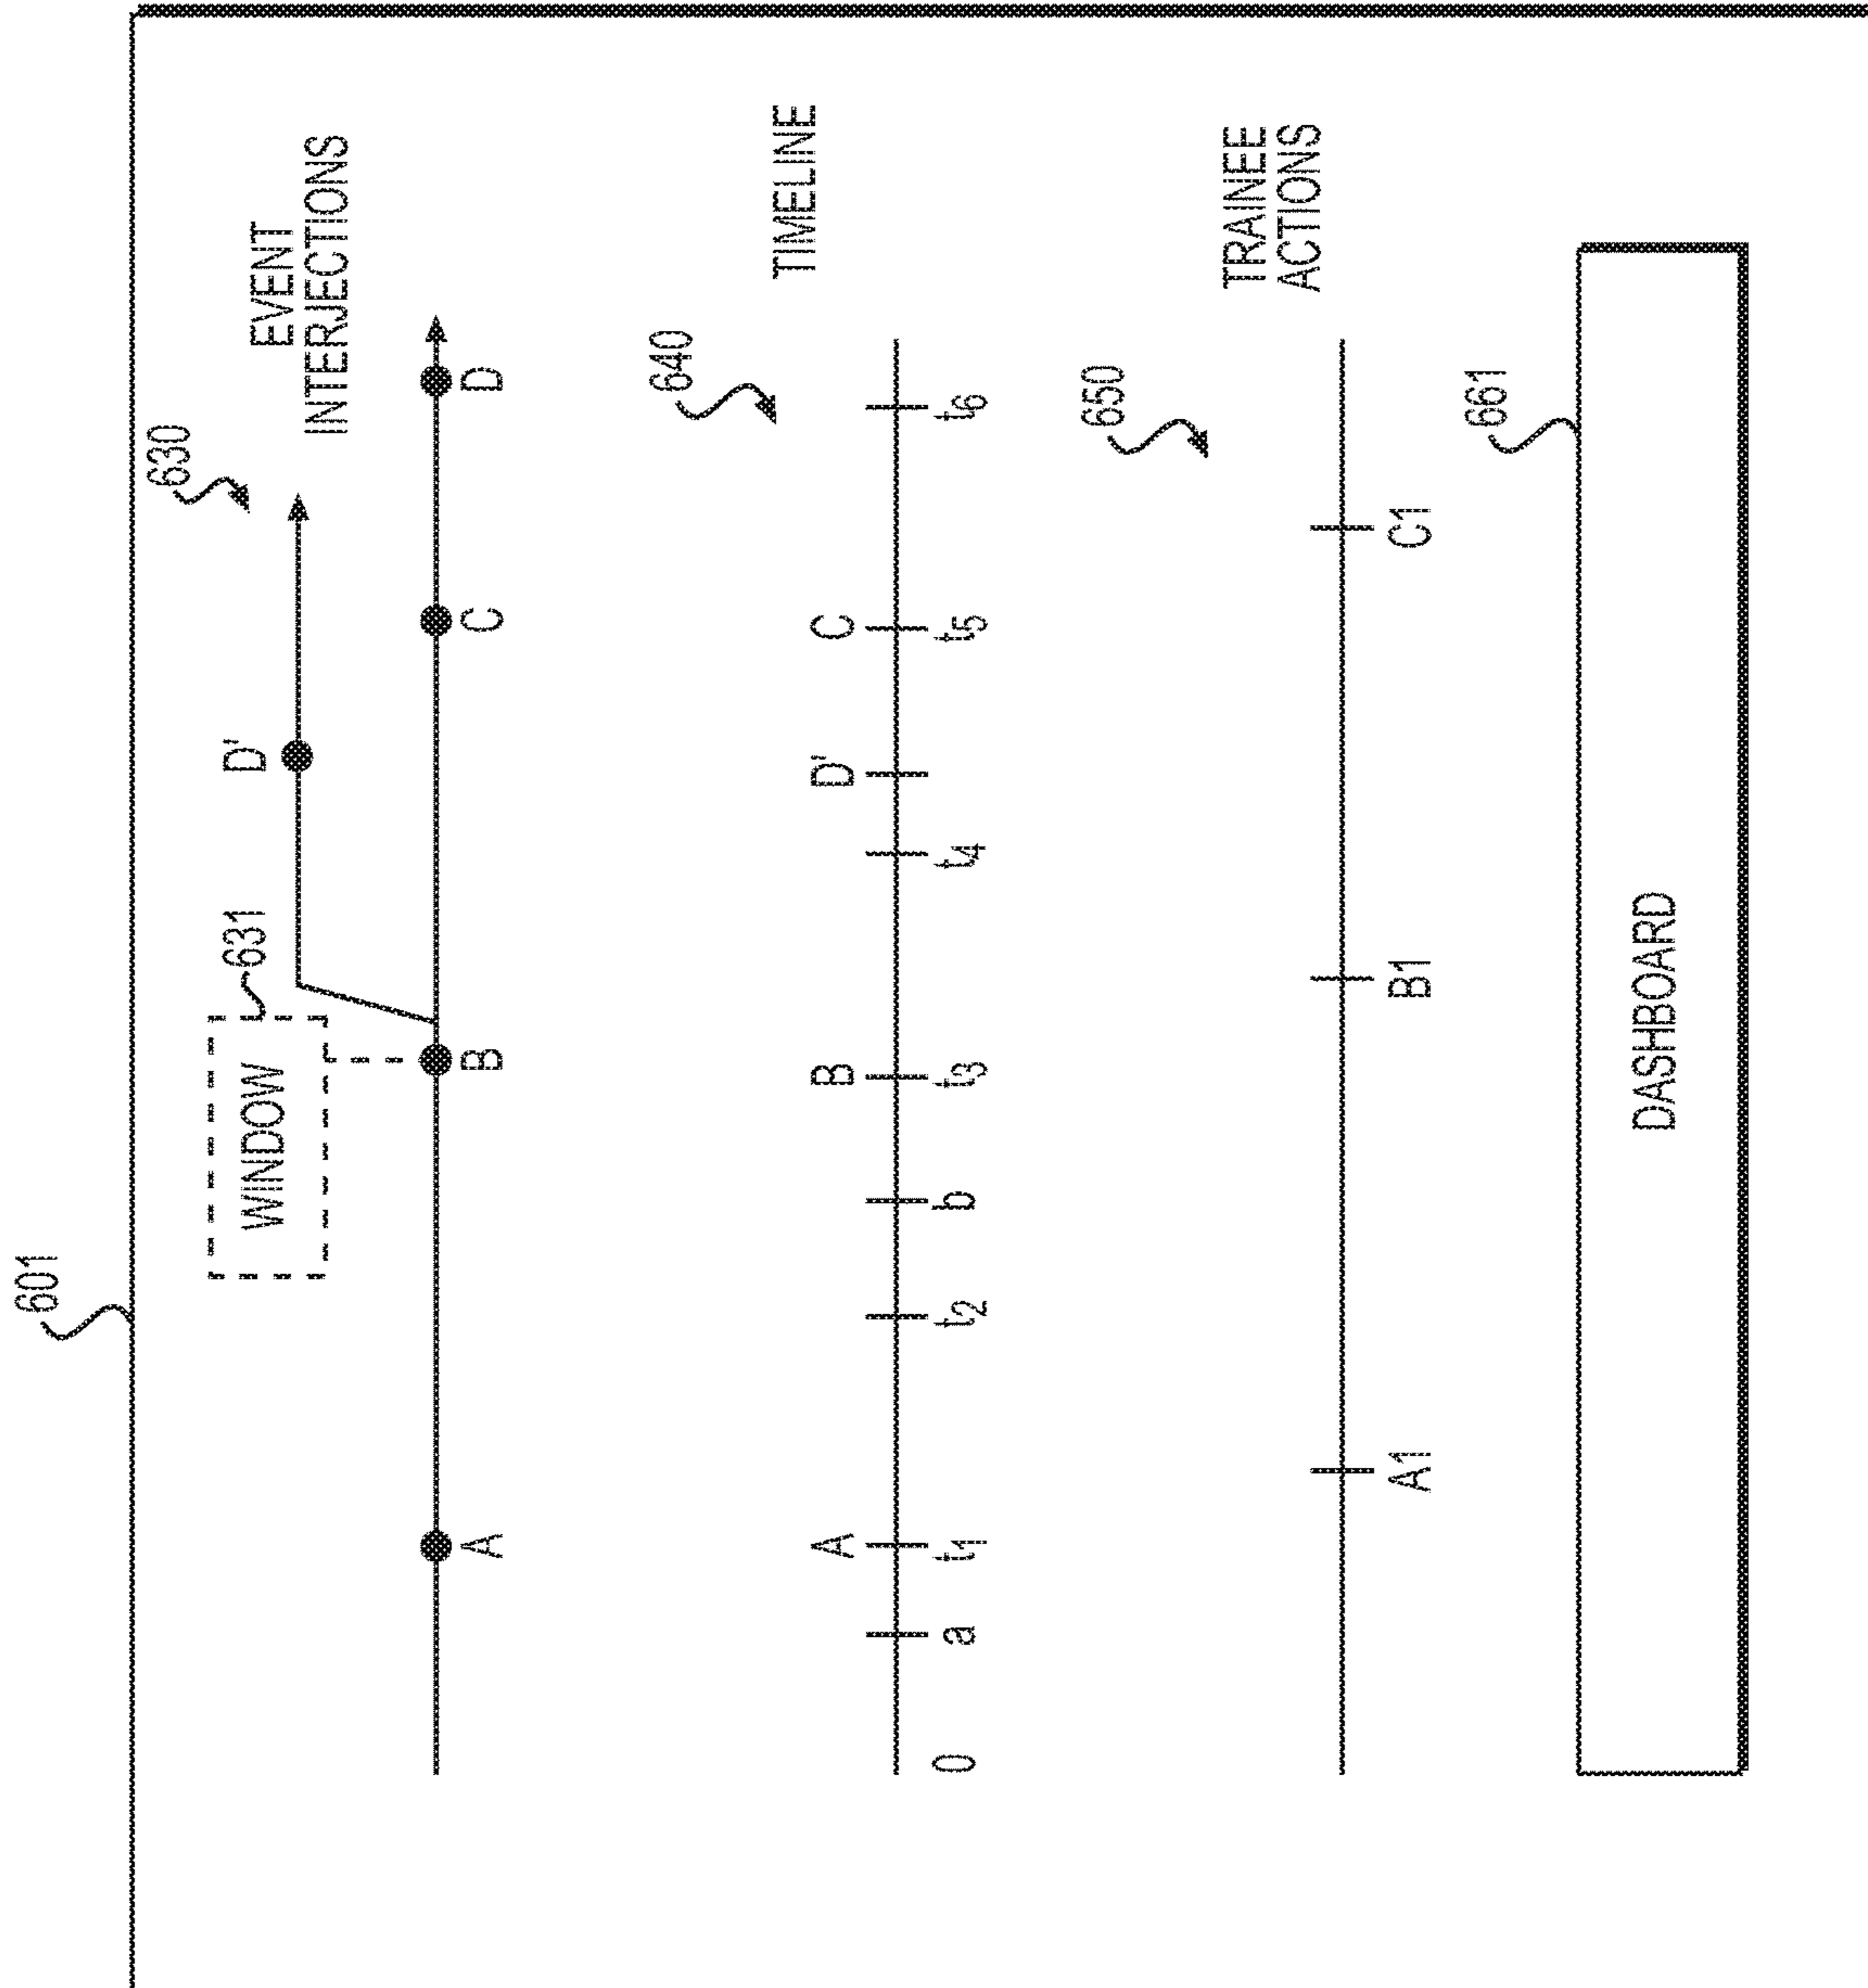 601
630
EVENT
INTERJECTIONS
D'
631
WINDOW
A
B
C
D
640
TIMELINE
A
B
D'
C
0
a
t1
t2
b
t3
t4
t5
t6
650
TRAINEE
ACTIONS
A1
B1
C1
661
DASHBOARD